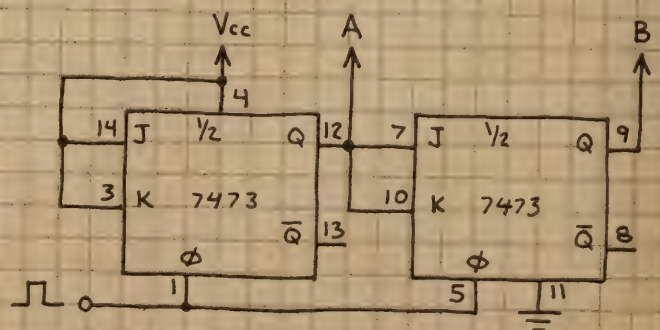 Vcc A B
4
14 J ½ Q 12 7 J ½ Q 9
3 K 7473 10 K 7473
Q̅ 13 Q̅ 8
Φ Φ
1 5 11